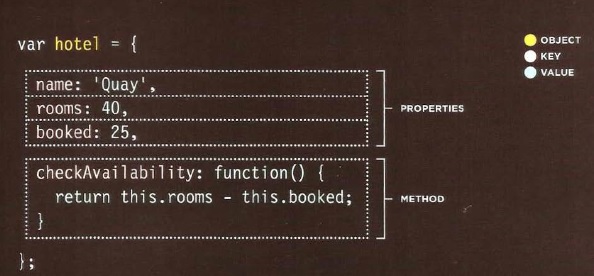 var hotel = {
OBJECT
KEY
VALUE
name: 'Quay',
rooms: 40,
booked: 25,
PROPERTIES
checkAvailability: function() {
return this.rooms - this.booked;
}
METHOD
};